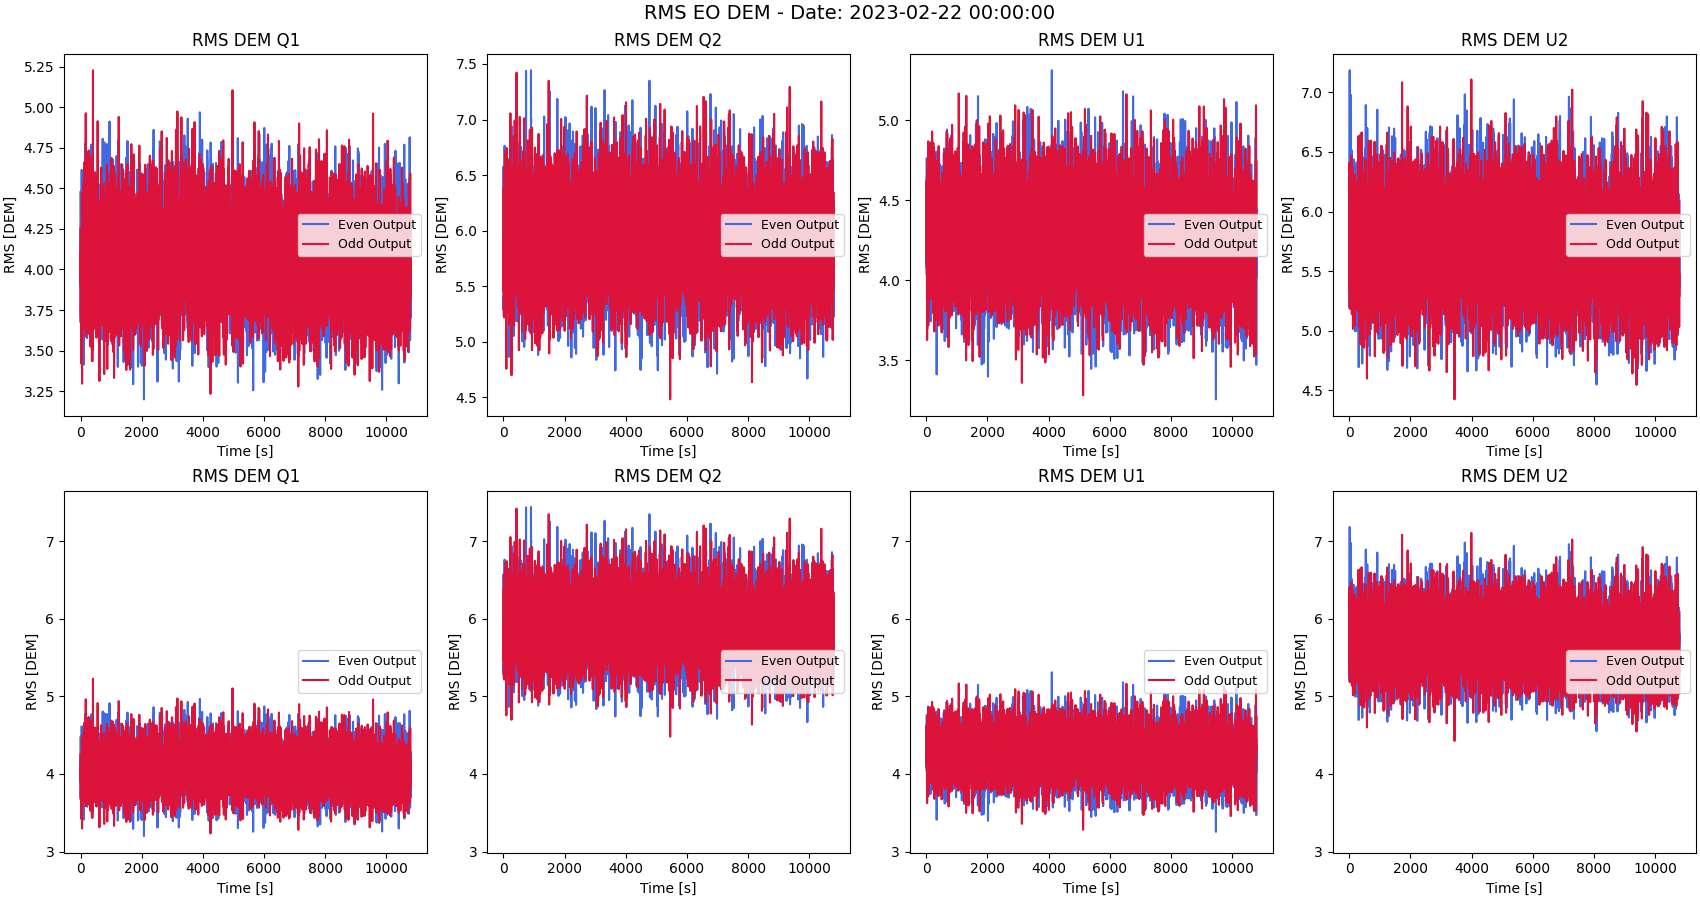 RMS EO DEM - Date: 2023-02-22 00:00:00
RMS DEM Q1
RMS [DEM]
5.25
5.00
4.75
4.50
4.25
4.00
3.75
3.50
3.25
Even Output
Odd Output
0 2000 4000 6000 8000 10000
Time [s]
RMS DEM Q2
RMS [DEM]
7.5
7.0
6.5
6.0
5.5
5.0
4.5
Even Output
Odd Output
0 2000 4000 6000 8000 10000
Time [s]
RMS DEM U1
RMS [DEM]
5.0
4.5
4.0
3.5
Even Output
Odd Output
0 2000 4000 6000 8000 10000
Time [s]
RMS DEM U2
RMS [DEM]
7.0
6.5
6.0
5.5
5.0
4.5
Even Output
Odd Output
0 2000 4000 6000 8000 10000
Time [s]
RMS DEM Q1
RMS [DEM]
7
6
5
4
3
Even Output
Odd Output
0 2000 4000 6000 8000 10000
Time [s]
RMS DEM Q2
RMS [DEM]
7
6
5
4
3
Even Output
Odd Output
0 2000 4000 6000 8000 10000
Time [s]
RMS DEM U1
RMS [DEM]
7
6
5
4
3
Even Output
Odd Output
0 2000 4000 6000 8000 10000
Time [s]
RMS DEM U2
RMS [DEM]
7
6
5
4
3
Even Output
Odd Output
0 2000 4000 6000 8000 10000
Time [s]